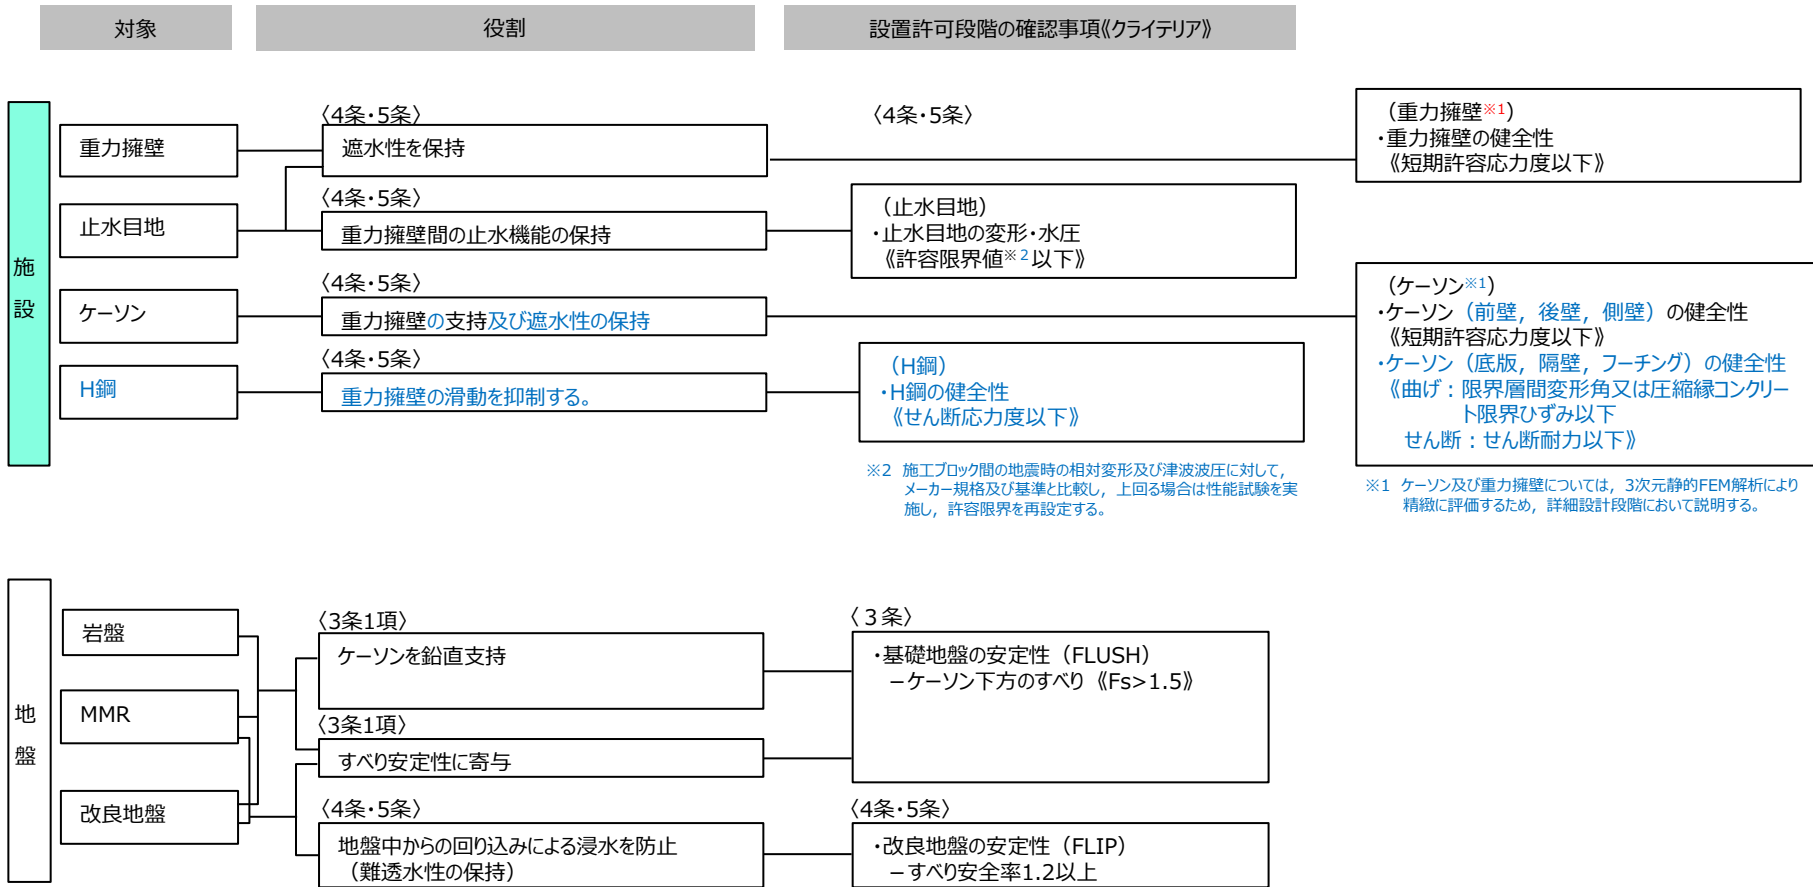 対象
役割
設置許可段階の確認事項《クライテリア》
施設
重力擁壁
〈4条・5条〉
遮水性を保持
〈4条・5条〉
（重力擁壁※1）
・重力擁壁の健全性
《短期許容応力度以下》
止水目地
〈4条・5条〉
重力擁壁間の止水機能の保持
（止水目地）
・止水目地の変形・水圧
《許容限界値※2以下》
ケーソン
〈4条・5条〉
重力擁壁の支持及び遮水性の保持
（ケーソン※1）
・ケーソン（前壁，後壁，側壁）の健全性
《短期許容応力度以下》
・ケーソン（底版，隔壁，フーチング）の健全性
《曲げ：限界層間変形角又は圧縮縁コンクリー
ト限界ひずみ以下
せん断：せん断耐力以下》
H鋼
〈4条・5条〉
重力擁壁の滑動を抑制する。
（H鋼）
・H鋼の健全性
《せん断応力度以下》
※2 施工ブロック間の地震時の相対変形及び津波波圧に対して，
メーカー規格及び基準と比較し，上回る場合は性能試験を実
施し，許容限界を再設定する。
※1 ケーソン及び重力擁壁については，3次元静的FEM解析により
精緻に評価するため，詳細設計段階において説明する。
地盤
岩盤
MMR
改良地盤
〈3条1項〉
ケーソンを鉛直支持
〈３条〉
・基礎地盤の安定性（FLUSH）
－ケーソン下方のすべり《Fs>1.5》
〈3条1項〉
すべり安定性に寄与
〈4条・5条〉
地盤中からの回り込みによる浸水を防止
（難透水性の保持）
〈4条・5条〉
・改良地盤の安定性（FLIP）
－すべり安全率1.2以上